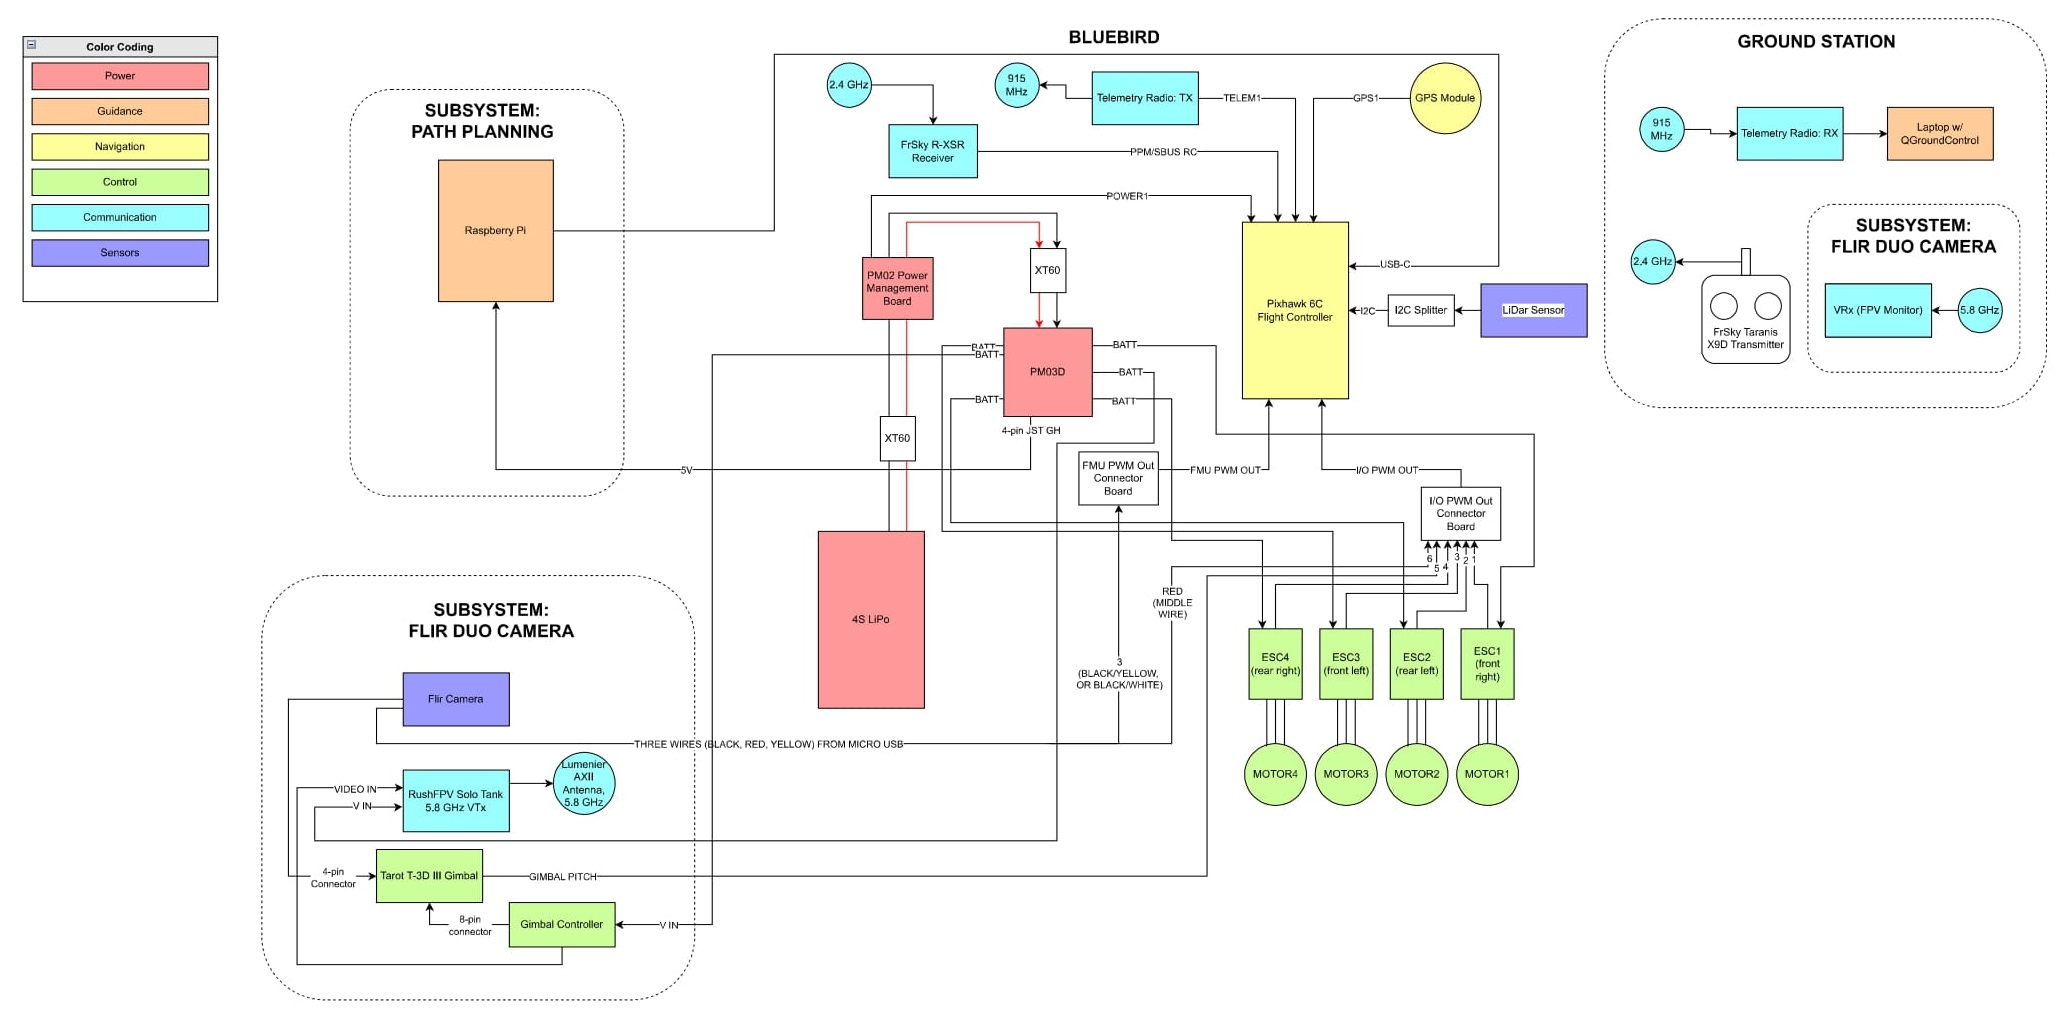 Color Coding
Power
Guidance
Navigation
Control
Communication
Sensors
BLUEBIRD
SUBSYSTEM:
PATH PLANNING
Raspberry Pi
2.4 GHz
915
MHz
Telemetry Radio: TX
TELEM1
GPS1
GPS Module
FrSky R-XSR
Receiver
PPM/SBUS RC
POWER1
PM02 Power
Management
Board
XT60
Pixhawk 6C
Flight Controller
USB-C
I2C
I2C Splitter
LiDar Sensor
BATT
BATT
BATT
PM03D
BATT
BATT
BATT
4-pin JST GH
XT60
5V
FMU PWM Out
Connector
Board
FMU PWM OUT
I/O PWM OUT
I/O PWM Out
Connector
Board
6
5
4
3
2
1
4S LiPo
RED
(MIDDLE
WIRE)
3
(BLACK/YELLOW,
OR BLACK/WHITE)
ESC4
(rear right)
ESC3
(front left)
ESC2
(rear left)
ESC1
(front
right)
MOTOR4
MOTOR3
MOTOR2
MOTOR1
SUBSYSTEM:
FLIR DUO CAMERA
Flir Camera
THREE WIRES (BLACK, RED, YELLOW) FROM MICRO USB
VIDEO IN
V IN
RushFPV Solo Tank
5.8 GHz VTx
Lumenier
AXII
Antenna,
5.8 GHz
4-pin
Connector
Tarot T-3D III Gimbal
GIMBAL PITCH
8-pin
connector
Gimbal Controller
V IN
GROUND STATION
915
MHz
Telemetry Radio: RX
Laptop w/
QGroundControl
2.4 GHz
FrSky Taranis
X9D Transmitter
SUBSYSTEM:
FLIR DUO CAMERA
VRx (FPV Monitor)
5.8 GHz